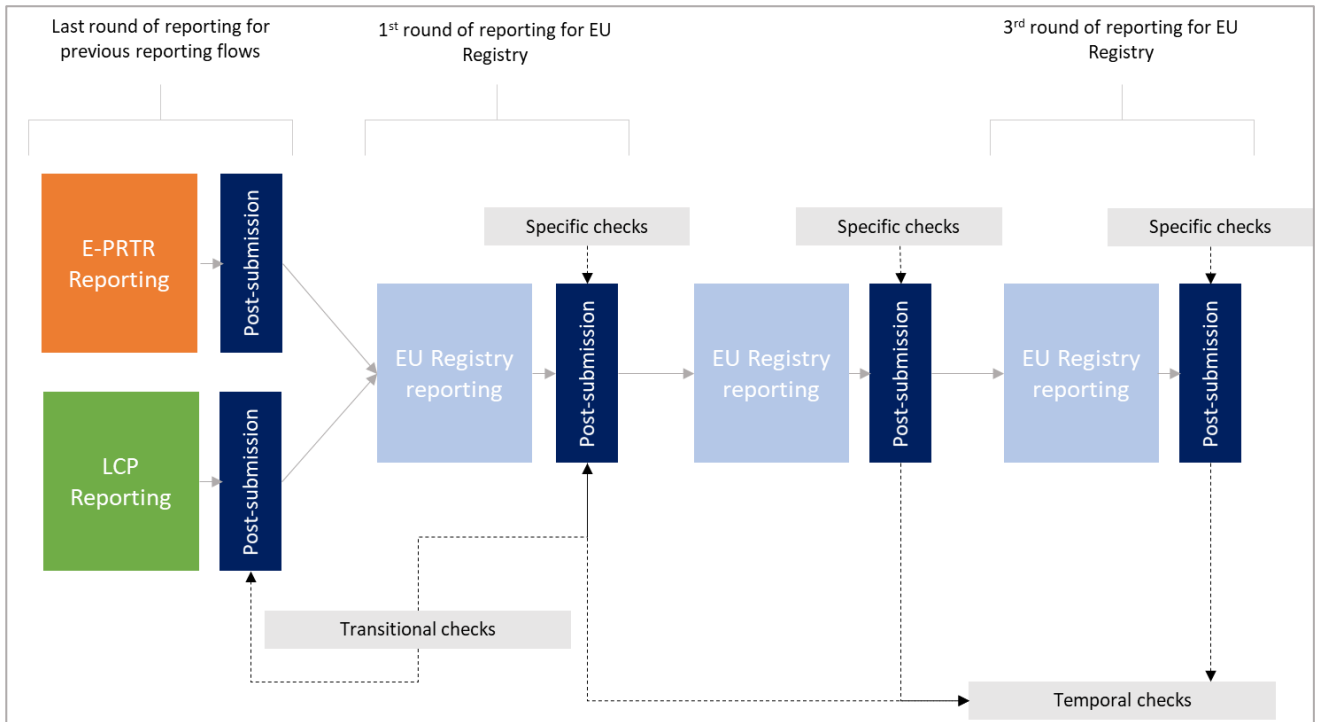 Last round of reporting for
previous reporting flows
1st round of reporting for EU
Registry
3rd round of reporting for EU
Registry
E-PRTR
Reporting
Post-submission
Specific checks
Specific checks
Specific checks
EU Registry
reporting
Post-submission
EU Registry
reporting
Post-submission
EU Registry
reporting
Post-submission
LCP
Reporting
Post-submission
Transitional checks
Temporal checks